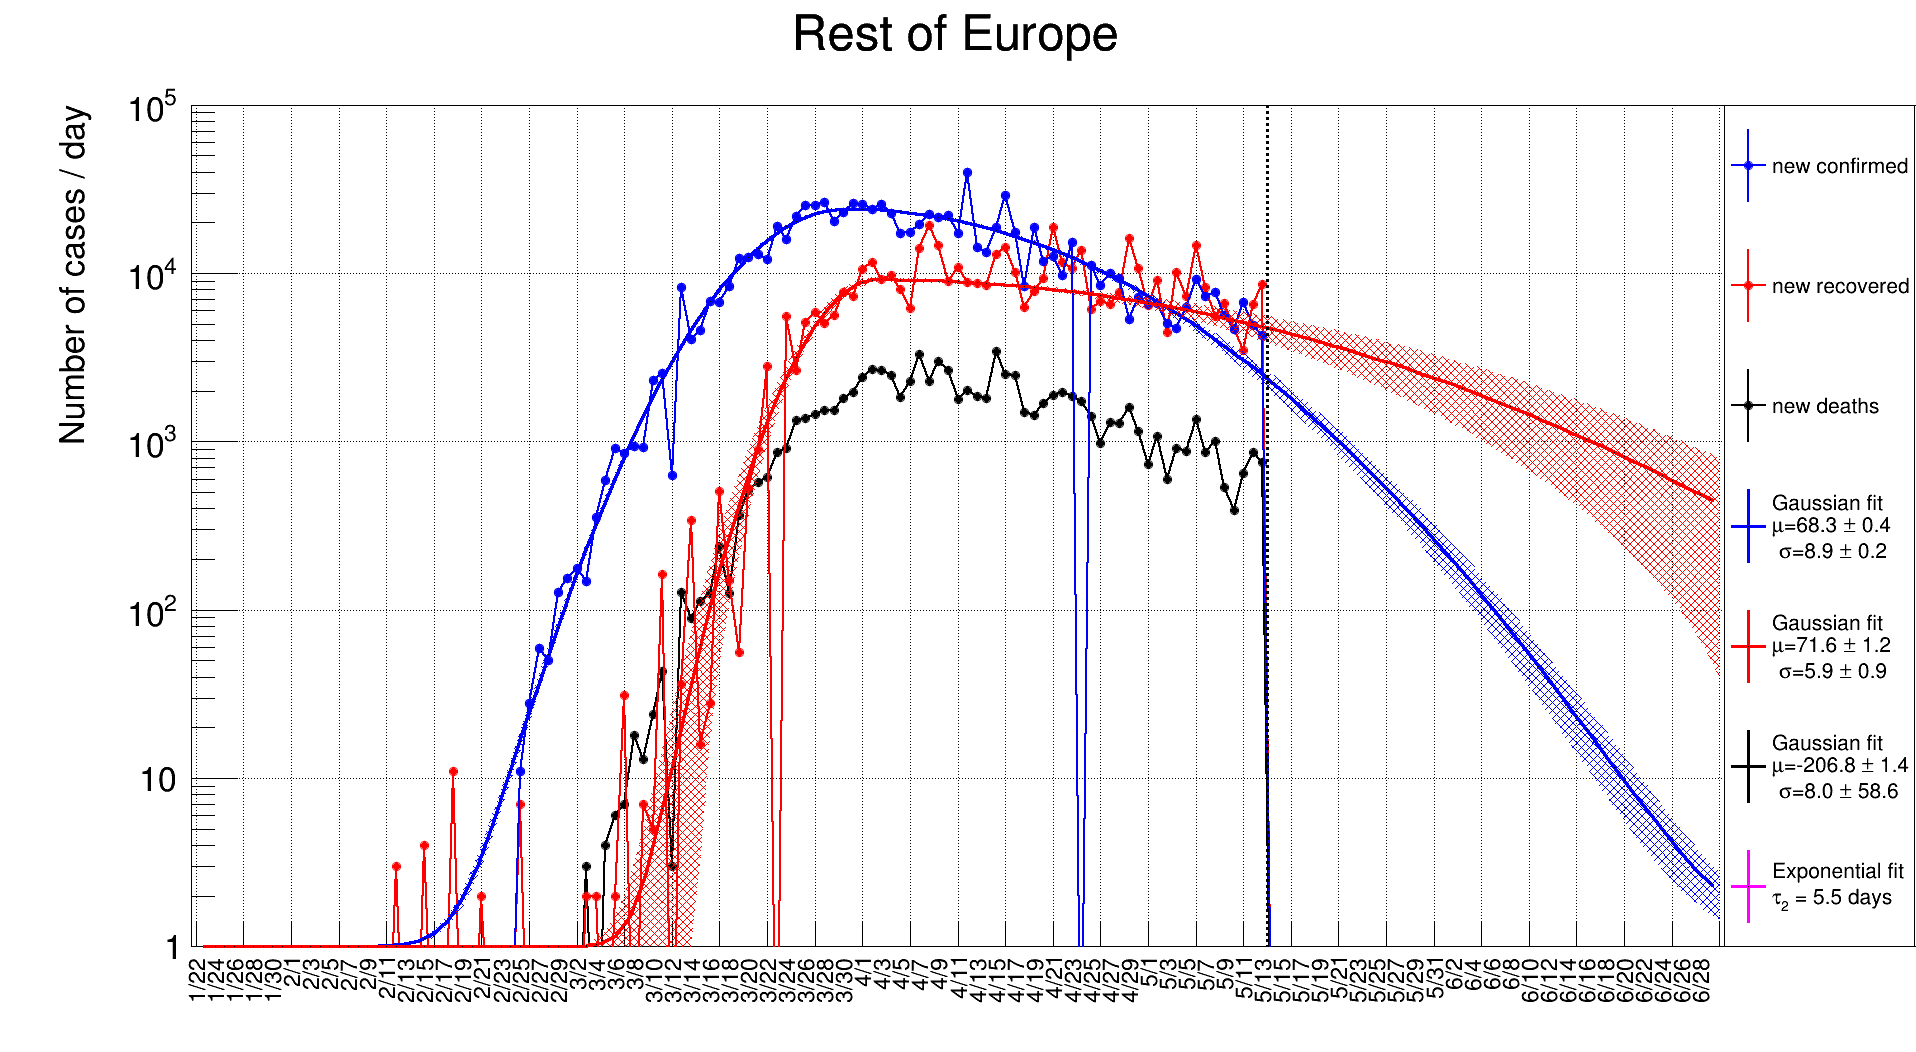 Rest of Europe
Number of cases / day
10⁵
10⁴
10³
10²
10
1
1/22 1/24 1/26 1/28 1/30 2/1 2/3 2/5 2/7 2/9 2/11 2/13 2/15 2/17 2/19 2/21 2/23 2/25 2/27 2/29 3/2 3/4 3/6 3/8 3/10 3/12 3/14 3/16 3/18 3/20 3/22 3/24 3/26 3/28 3/30 4/1 4/3 4/5 4/7 4/9 4/11 4/13 4/15 4/17 4/19 4/21 4/23 4/25 4/27 4/29 5/1 5/3 5/5 5/7 5/9 5/11 5/13 5/15 5/17 5/19 5/21 5/23 5/25 5/27 5/29 5/31 6/2 6/4 6/6 6/8 6/10 6/12 6/14 6/16 6/18 6/20 6/22 6/24 6/26 6/28
new confirmed
new recovered
new deaths
Gaussian fit
μ=68.3 ± 0.4
σ=8.9 ± 0.2
Gaussian fit
μ=71.6 ± 1.2
σ=5.9 ± 0.9
Gaussian fit
μ=-206.8 ± 1.4
σ=8.0 ± 58.6
Exponential fit
τ₂ = 5.5 days